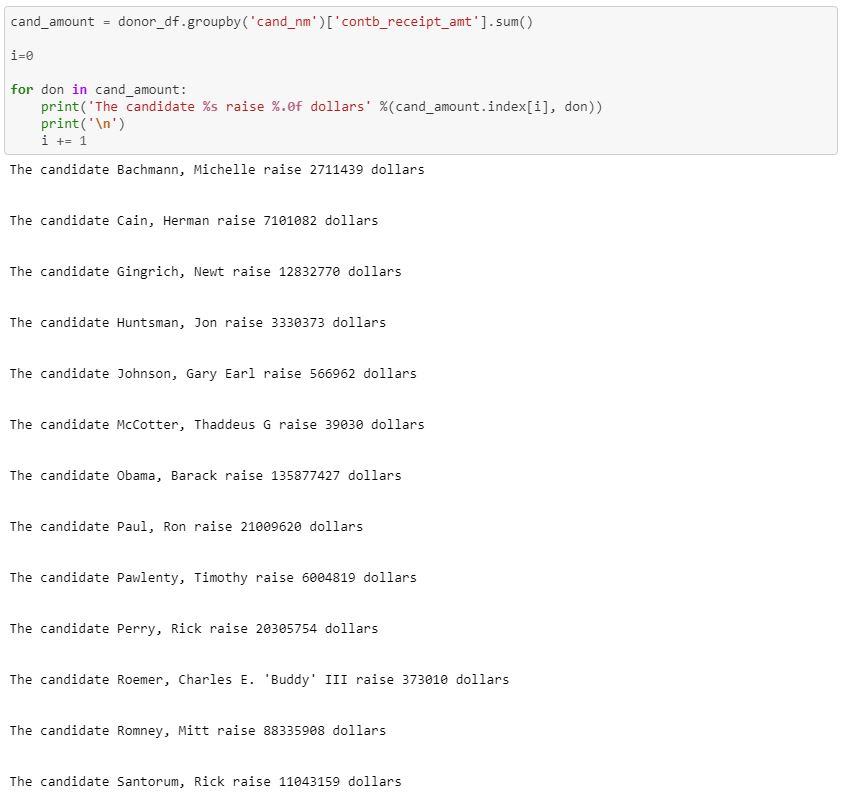 cand_amount = donor_df.groupby('cand_nm')['contb_receipt_amt'].sum()
i=0
for don in cand_amount:
    print('The candidate %s raise %.0f dollars' %(cand_amount.index[i], don))
    print('\n')
    i += 1
The candidate Bachmann, Michelle raise 2711439 dollars
The candidate Cain, Herman raise 7101082 dollars
The candidate Gingrich, Newt raise 12832770 dollars
The candidate Huntsman, Jon raise 3330373 dollars
The candidate Johnson, Gary Earl raise 566962 dollars
The candidate McCotter, Thaddeus G raise 39030 dollars
The candidate Obama, Barack raise 135877427 dollars
The candidate Paul, Ron raise 21009620 dollars
The candidate Pawlenty, Timothy raise 6004819 dollars
The candidate Perry, Rick raise 20305754 dollars
The candidate Roemer, Charles E. 'Buddy' III raise 373010 dollars
The candidate Romney, Mitt raise 88335908 dollars
The candidate Santorum, Rick raise 11043159 dollars